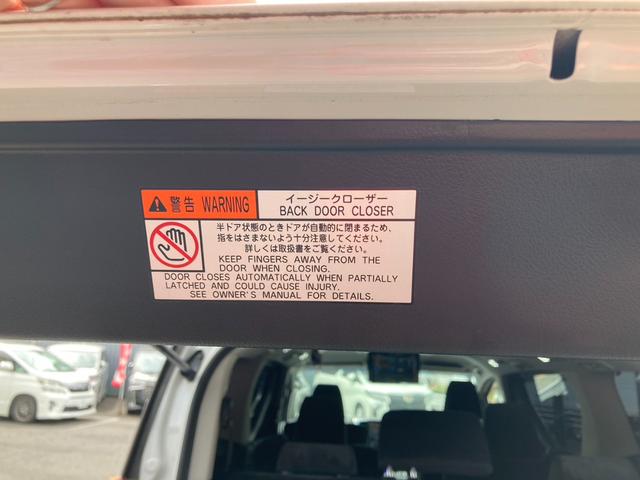 警告 WARNING
イージークローザー
BACK DOOR CLOSER
半ドア状態のときドアが自動的に閉まるため、
指をはさまないよう十分注意してください。
詳しくは取扱書をご覧ください。
KEEP FINGERS AWAY FROM THE
DOOR WHEN CLOSING.
DOOR CLOSES AUTOMATICALLY WHEN PARTIALLY
LATCHED AND COULD CAUSE INJURY.
SEE OWNER'S MANUAL FOR DETAILS.